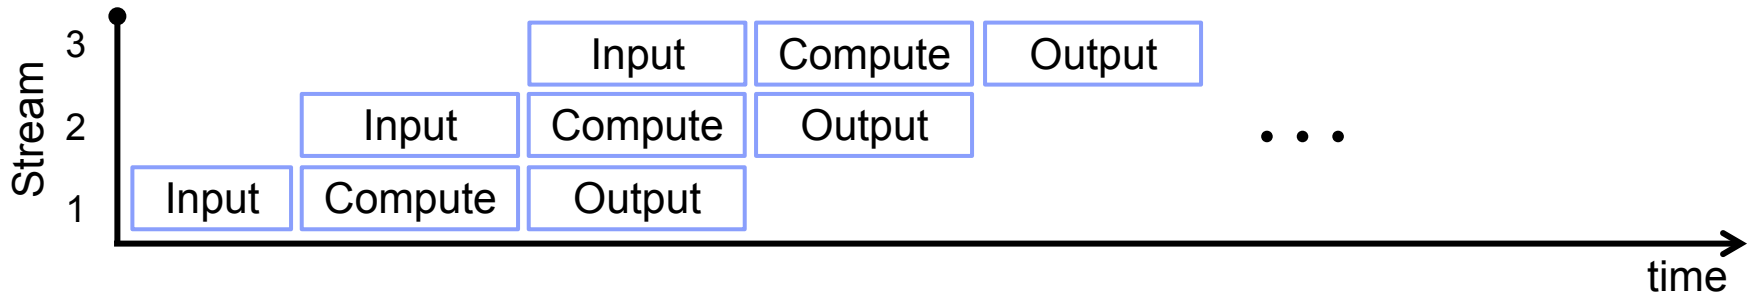 Stream
3 Input Compute Output
2 Input Compute Output
1 Input Compute Output
. . .
time